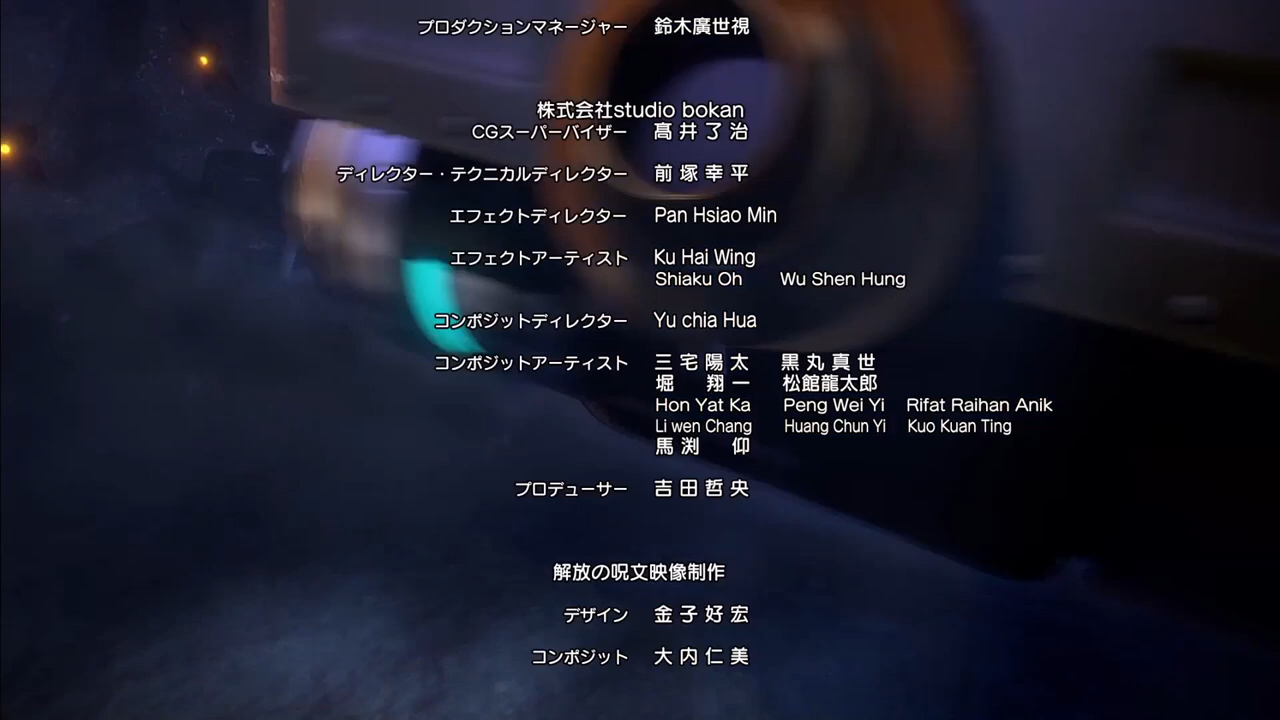 プロダクションマネージャー 鈴木廣世視
株式会社studio bokan
CGスーパーバイザー 髙井了治
ディレクター・テクニカルディレクター 前塚幸平
エフェクトディレクター Pan Hsiao Min
エフェクトアーティスト Ku Hai Wing
Shiaku Oh Wu Shen Hung
コンポジットディレクター Yu chia Hua
コンポジットアーティスト 三宅陽太 黒丸真世
堀 翔一 松館龍太郎
Hon Yat Ka Peng Wei Yi Rifat Raihan Anik
Li wen Chang Huang Chun Yi Kuo Kuan Ting
馬渕 仰
プロデューサー 吉田哲央
解放の呪文映像制作
デザイン 金子好宏
コンポジット 大内仁美